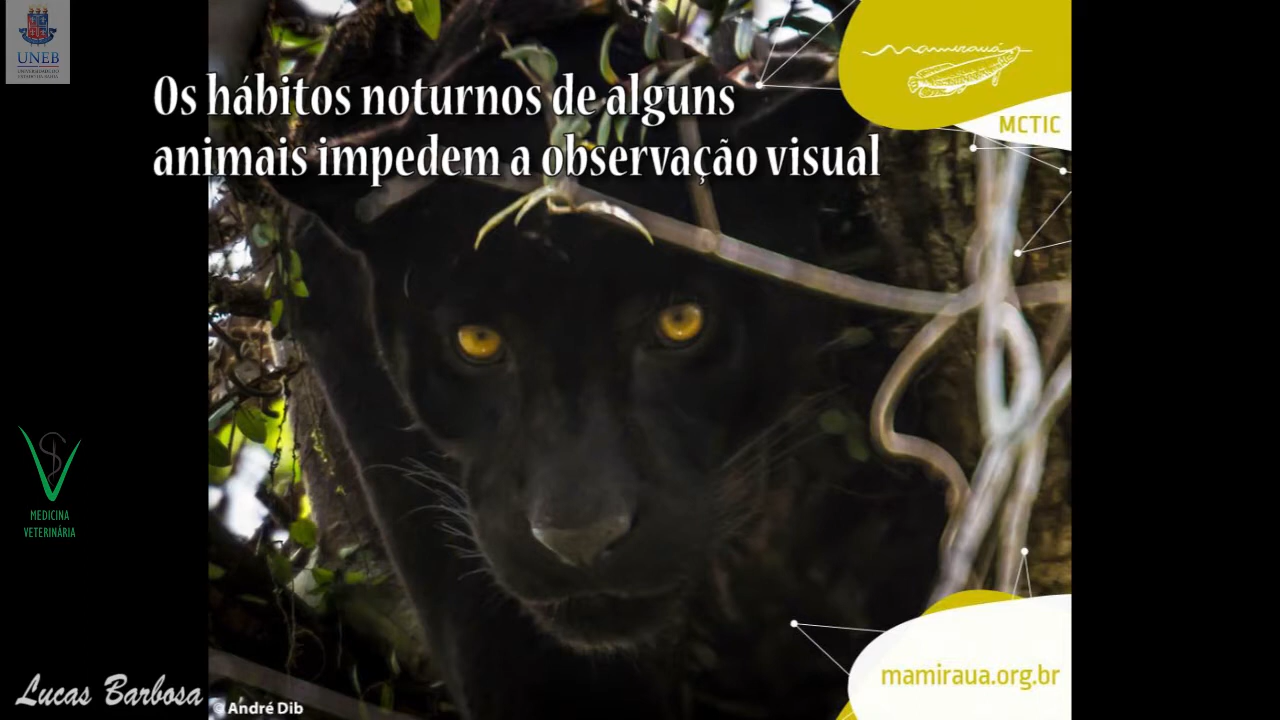 UNEB
Os hábitos noturnos de alguns
animais impedem a observação visual
Mamirauá
MCTIC
MEDICINA
VETERINÁRIA
mamiraua.org.br
Lucas Barbosa
© André Dib